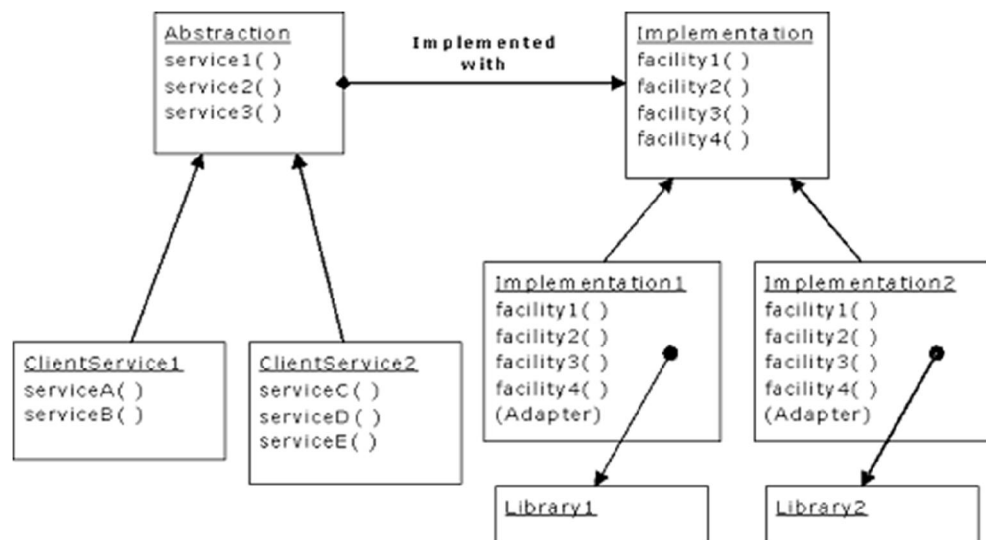 Abstraction
service1( )
service2( )
service3( )
Implemented
with
Implementation
facility1( )
facility2( )
facility3( )
facility4( )
ClientService1
serviceA( )
serviceB( )
ClientService2
serviceC( )
serviceD( )
serviceE( )
Implementation1
facility1( )
facility2( )
facility3( )
facility4( )
(Adapter)
Implementation2
facility1( )
facility2( )
facility3( )
facility4( )
(Adapter)
Library1
Library2